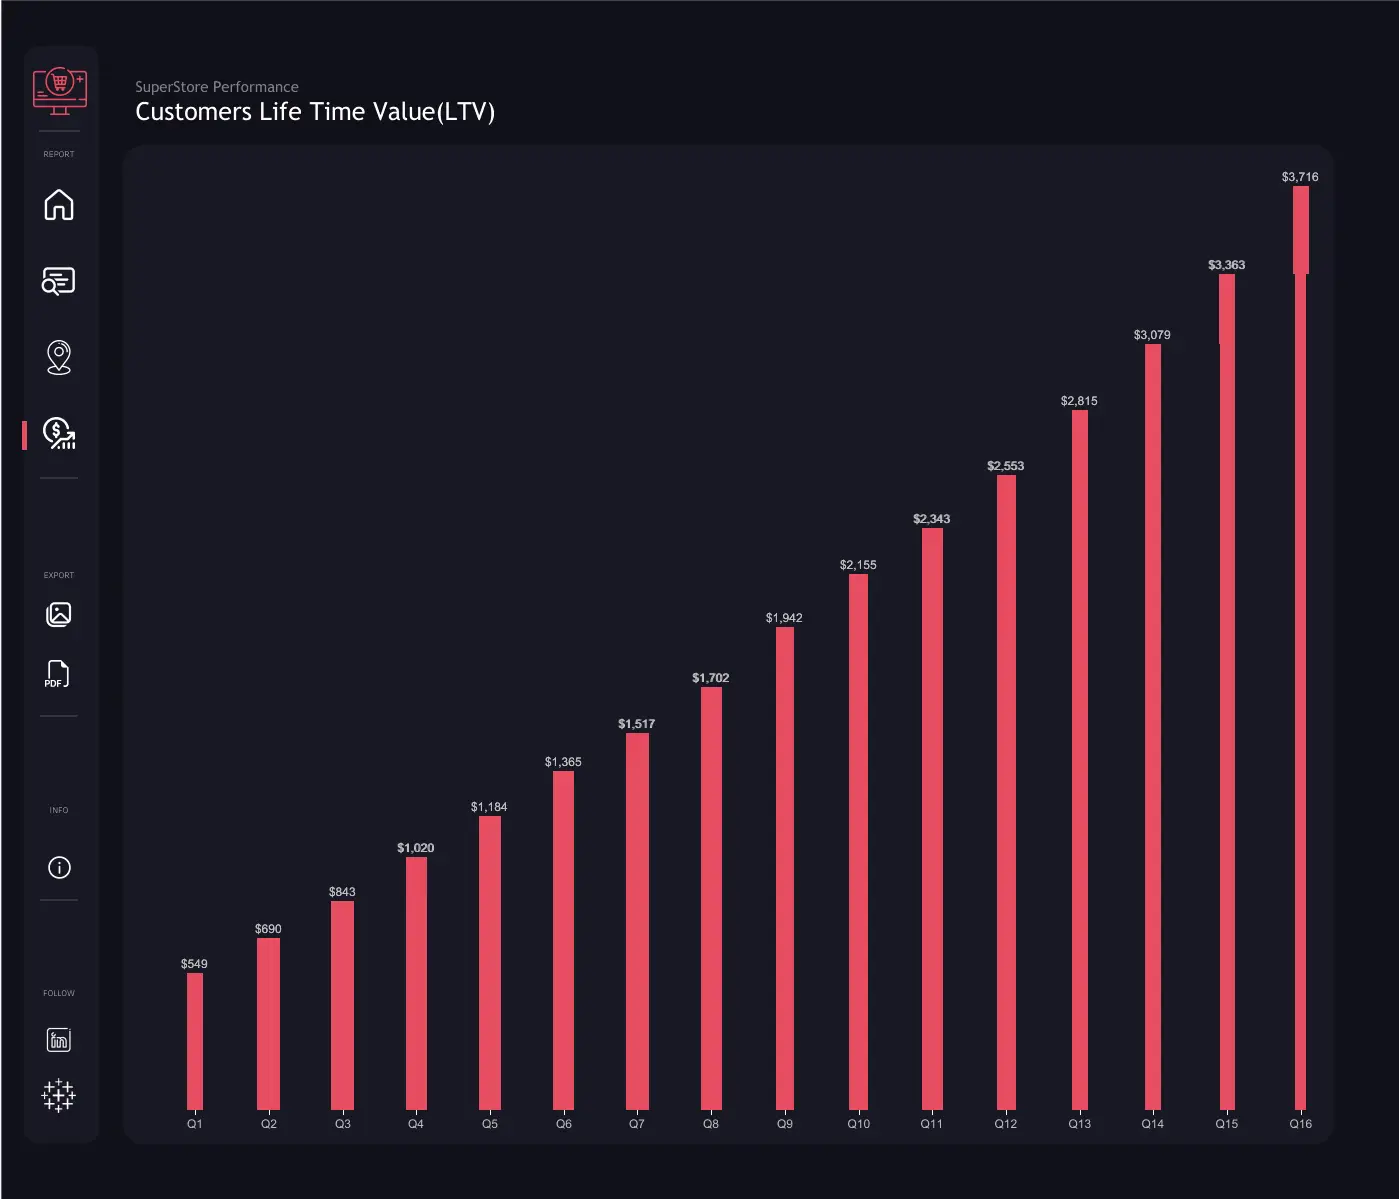 SuperStore Performance
Customers Life Time Value(LTV)
REPORT
EXPORT
PDF
INFO
FOLLOW
in
$549
$690
$843
$1,020
$1,184
$1,365
$1,517
$1,702
$1,942
$2,155
$2,343
$2,553
$2,815
$3,079
$3,363
$3,716
Q1 Q2 Q3 Q4 Q5 Q6 Q7 Q8 Q9 Q10 Q11 Q12 Q13 Q14 Q15 Q16